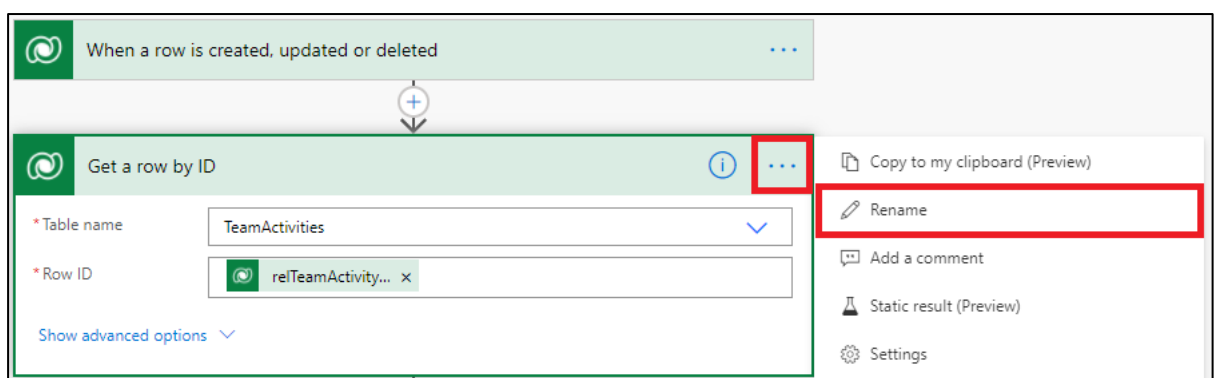 When a row is created, updated or deleted
Get a row by ID
Copy to my clipboard (Preview)
Rename
* Table name
TeamActivities
* Row ID
relTeamActivity... ×
Add a comment
Static result (Preview)
Show advanced options
Settings